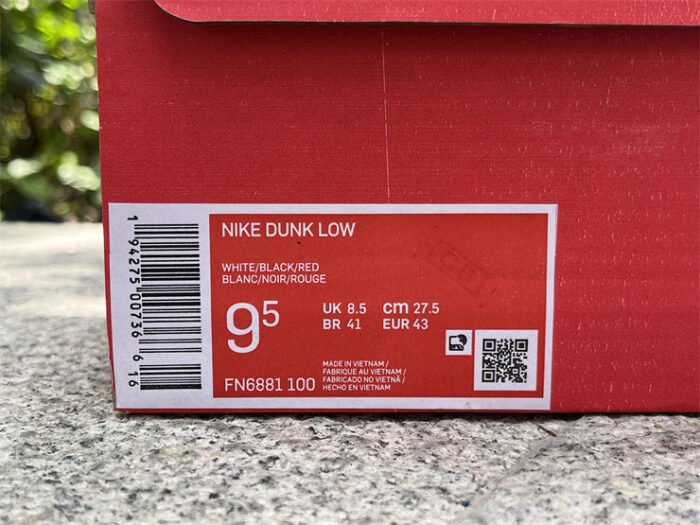 NIKE DUNK LOW
WHITE/BLACK/RED
BLANC/NOIR/ROUGE
9⁵
UK 8.5 cm 27.5
BR 41 EUR 43
FN6881 100
MADE IN VIETNAM /
FABRIQUE AU VIETNAM /
FABRICADO NO VIETNÃ /
HECHO EN VIETNAM
1 94275 00736 6 16